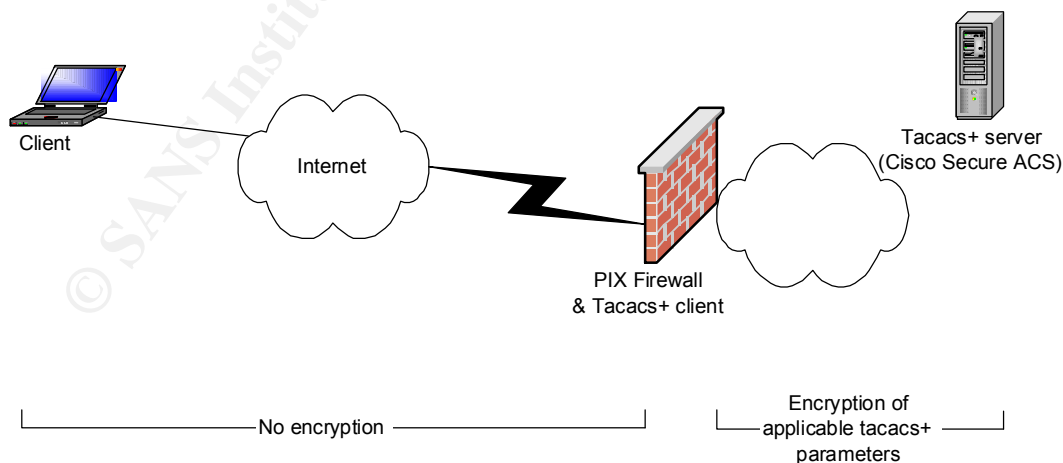 © SANS Instit
Client
Internet
Tacacs+ server
(Cisco Secure ACS)
PIX Firewall
& Tacacs+ client
No encryption
Encryption of
applicable tacacs+
parameters